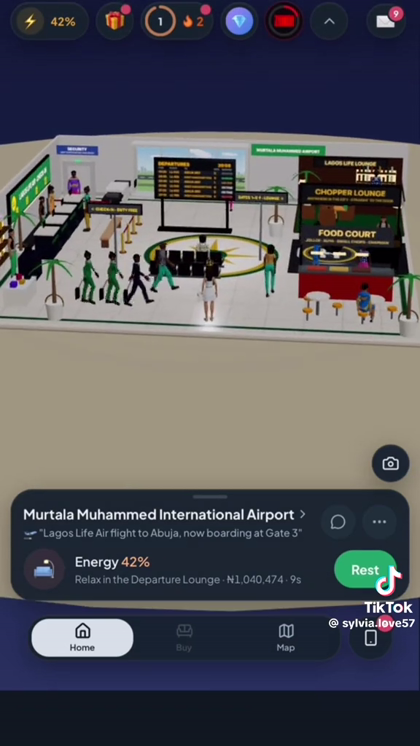 42%
1
2
9
SECURITY
MURTALA MUHAMMED AIRPORT
DEPARTURES
LAGOS LIFE LOUNGE
CHOPPER LOUNGE
FOOD COURT
Murtala Muhammed International Airport >
"Lagos Life Air flight to Abuja, now boarding at Gate 3"
Energy 42%
Relax in the Departure Lounge · ₦1,040,474 · 9s
Rest
TikTok
@ sylvia.love57
Home
Buy
Map